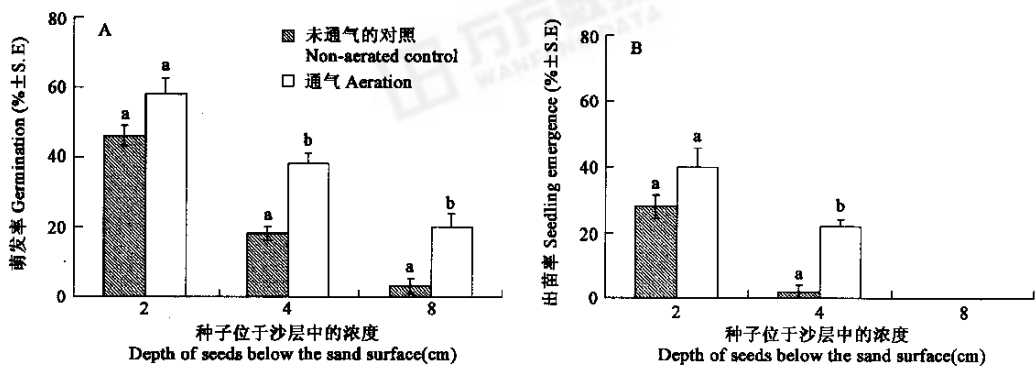 萌发率 Germination (%±S.E)
80
60
40
20
0
A
未通气的对照
Non-aerated control
通气 Aeration
a
a
a
b
a
b
2
4
8
种子位于沙层中的浓度
Depth of seeds below the sand surface(cm)
出苗率 Seedling emergence (%±S.E)
80
60
40
20
0
B
a
a
a
b
2
4
8
种子位于沙层中的浓度
Depth of seeds below the sand surface(cm)